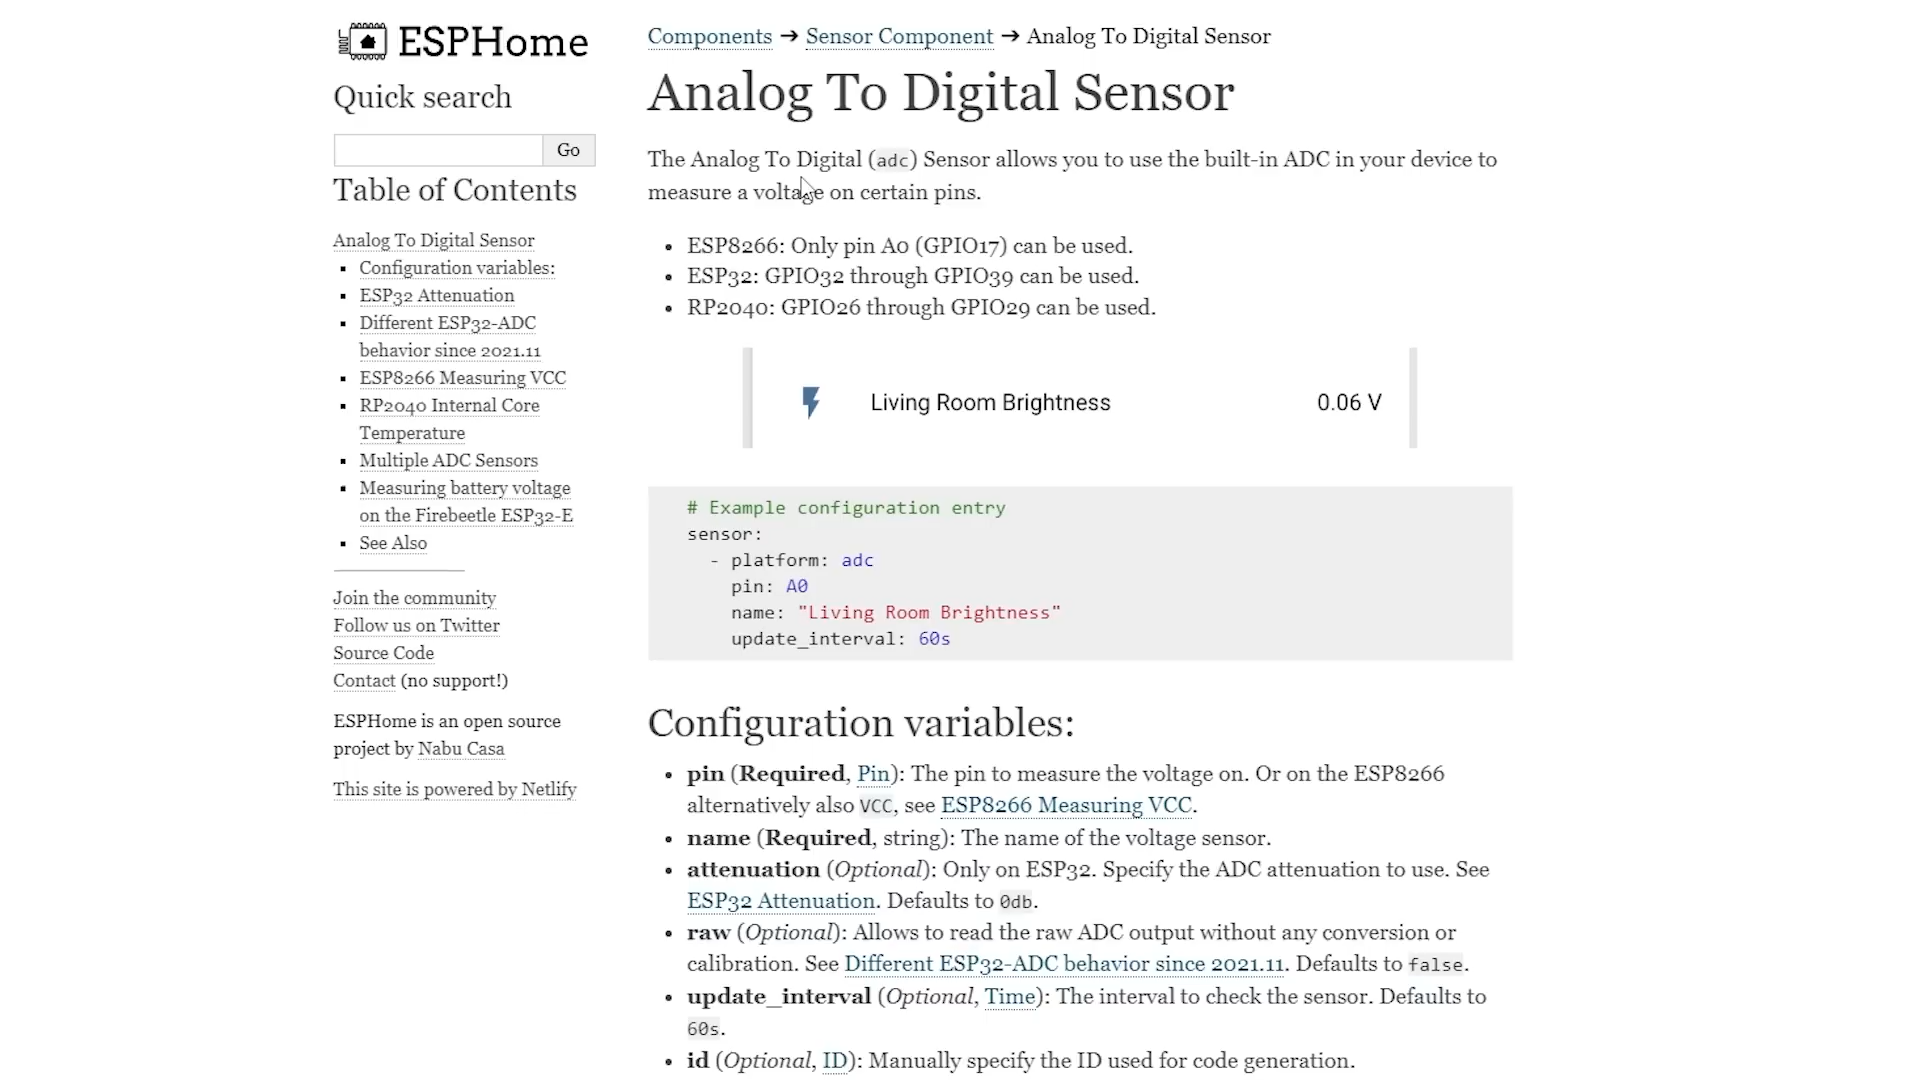 ESPHome
Quick search
Go
Table of Contents
Analog To Digital Sensor
Configuration variables:
ESP32 Attenuation
Different ESP32-ADC
behavior since 2021.11
ESP8266 Measuring VCC
RP2040 Internal Core
Temperature
Multiple ADC Sensors
Measuring battery voltage
on the Firebeetle ESP32-E
See Also
Join the community
Follow us on Twitter
Source Code
Contact (no support!)
ESPHome is an open source
project by Nabu Casa
This site is powered by Netlify
Components → Sensor Component → Analog To Digital Sensor
Analog To Digital Sensor
The Analog To Digital (adc) Sensor allows you to use the built-in ADC in your device to
measure a voltage on certain pins.
• ESP8266: Only pin A0 (GPIO17) can be used.
• ESP32: GPIO32 through GPIO39 can be used.
• RP2040: GPIO26 through GPIO29 can be used.
Living Room Brightness 0.06 V
# Example configuration entry
sensor:
- platform: adc
pin: A0
name: "Living Room Brightness"
update_interval: 60s
Configuration variables:
• pin (Required, Pin): The pin to measure the voltage on. Or on the ESP8266
alternatively also VCC, see ESP8266 Measuring VCC.
• name (Required, string): The name of the voltage sensor.
• attenuation (Optional): Only on ESP32. Specify the ADC attenuation to use. See
ESP32 Attenuation. Defaults to 0db.
• raw (Optional): Allows to read the raw ADC output without any conversion or
calibration. See Different ESP32-ADC behavior since 2021.11. Defaults to false.
• update_interval (Optional, Time): The interval to check the sensor. Defaults to
60s.
• id (Optional, ID): Manually specify the ID used for code generation.